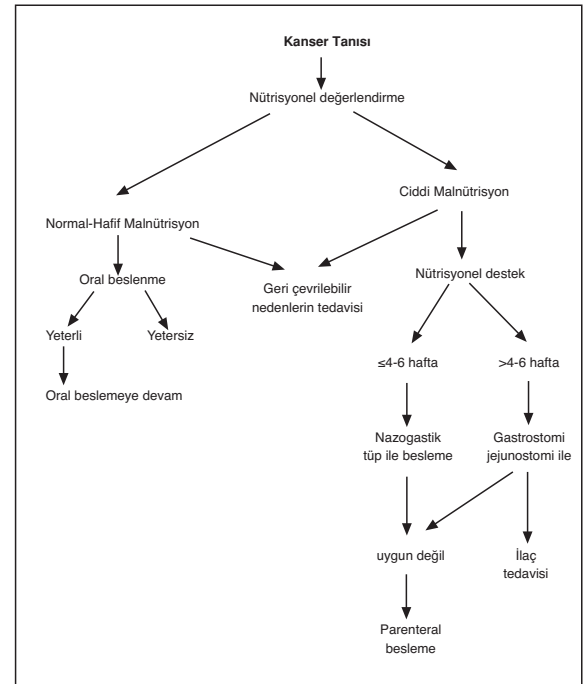 Kanser Tanısı
Nütrisyonel değerlendirme
Ciddi Malnütrisyon
Normal-Hafif Malnütrisyon
Oral beslenme
Geri çevrilebilir
nedenlerin tedavisi
Nütrisyonel destek
Yeterli
Yetersiz
≤4-6 hafta
>4-6 hafta
Oral beslemeye devam
Nazogastik
tüp ile besleme
Gastrostomi
jejunostomi ile
uygun değil
İlaç
tedavisi
Parenteral
besleme